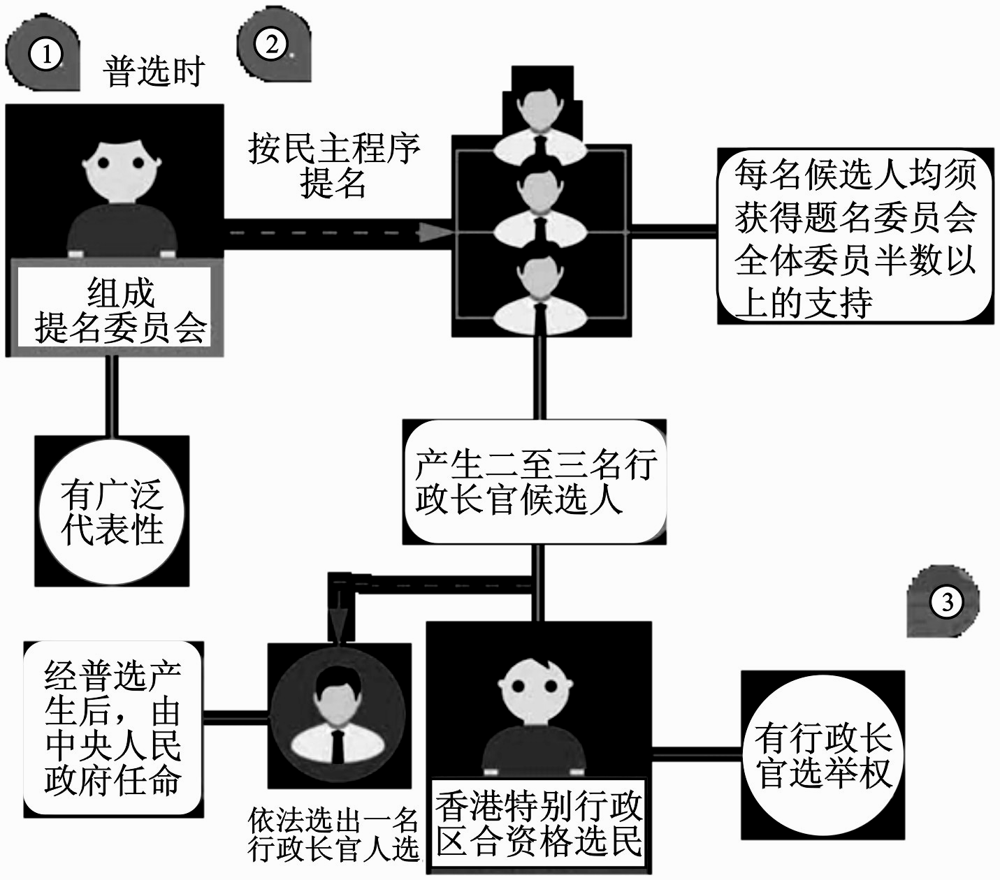 ①
普选时
②
组成
提名委员会
有广泛
代表性
按民主程序
提名
每名候选人均须
获得题名委员会
全体委员半数以
上的支持
产生二至三名行
政长官候选人
③
香港特别行政
区合资格选民
有行政长
官选举权
依法选出一名
行政长官人选
经普选产
生后，由
中央人民
政府任命